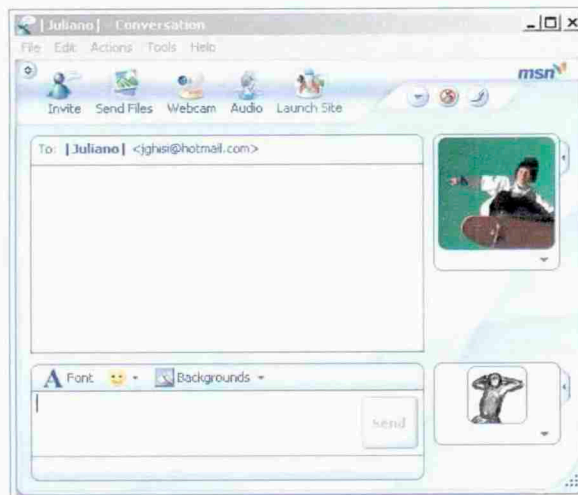 |Juliano| - Conversation
File Edit Actions Tools Help
msn
Invite Send Files Webcam Audio Launch Site
To: |Juliano| <jghisi@hotmail.com>
A Font Backgrounds
Send